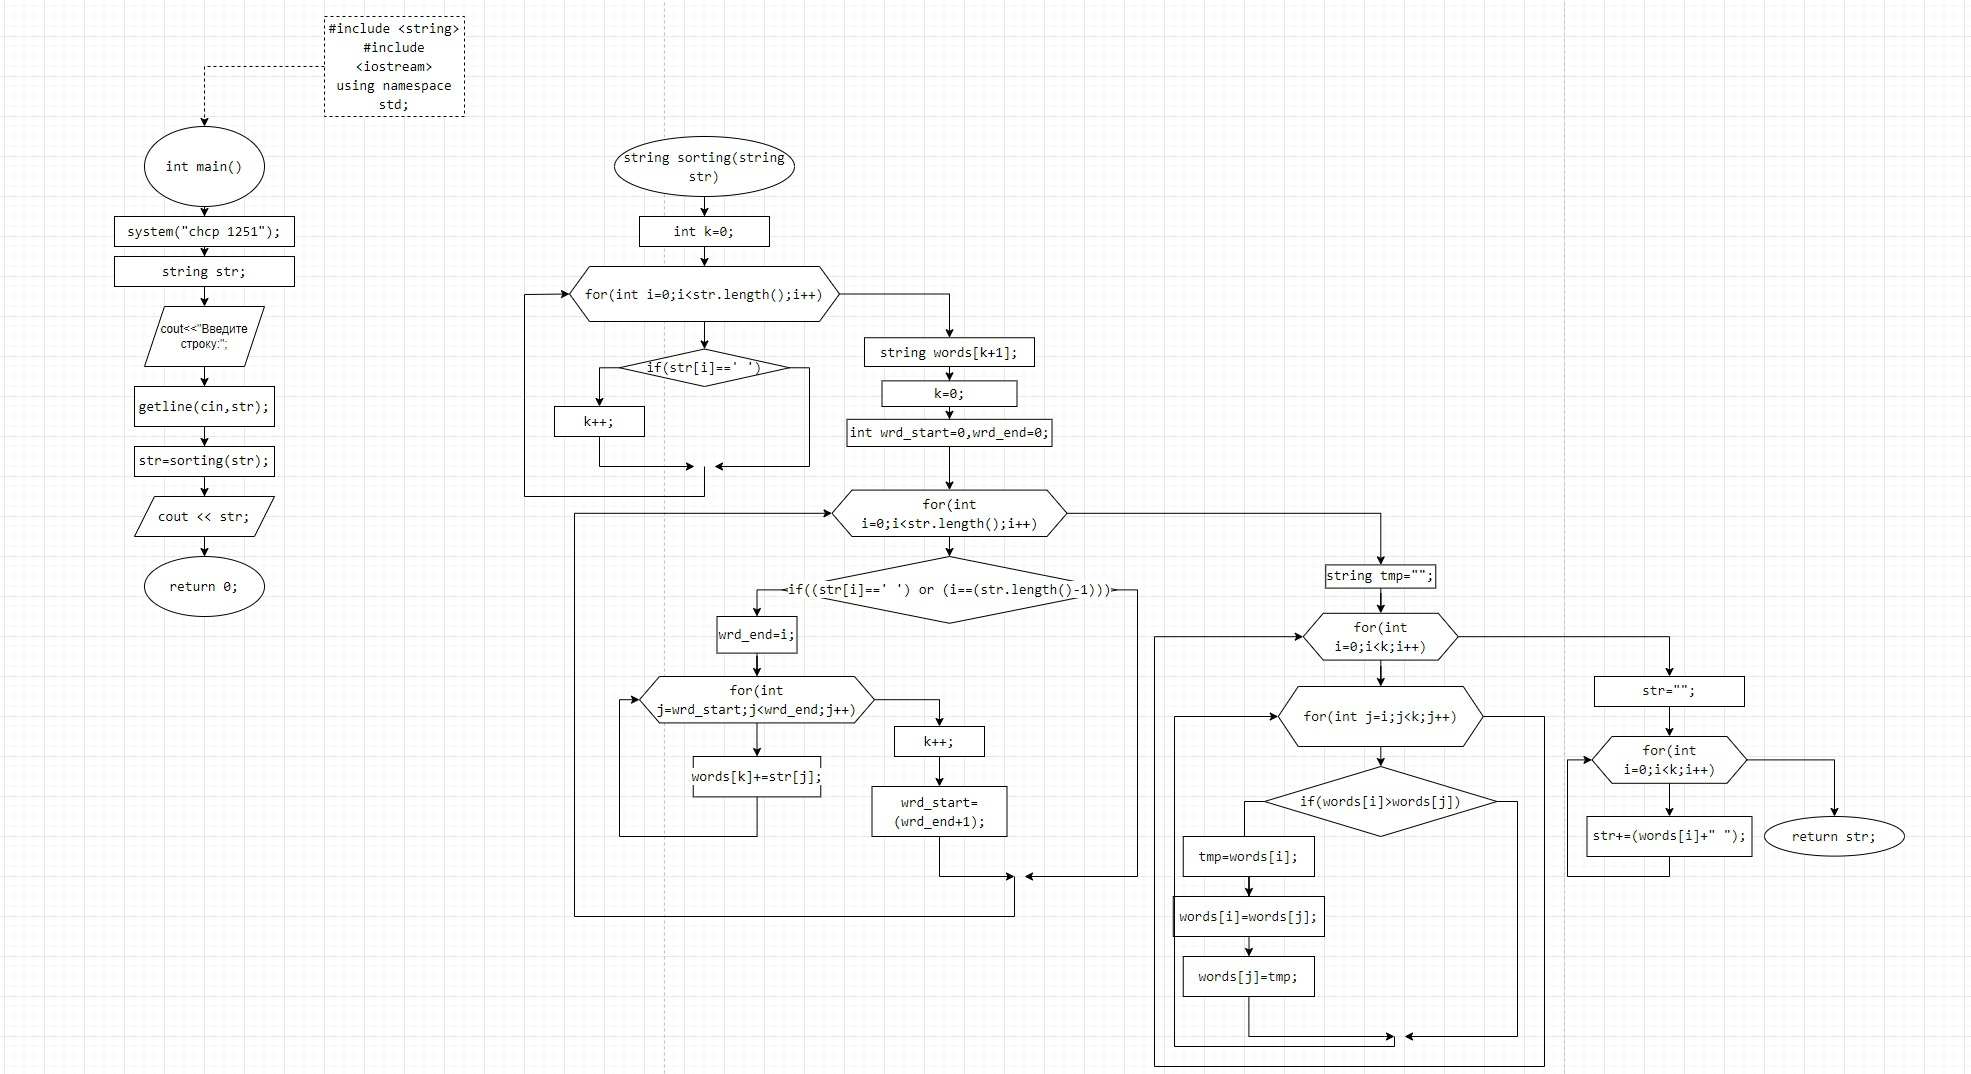 #include <string>
#include
<iostream>
using namespace
std;
int main()
system("chcp 1251");
string str;
cout<<"Введите
строку:";
getline(cin,str);
str=sorting(str);
cout << str;
return 0;
string sorting(string
str)
int k=0;
for(int i=0;i<str.length();i++)
if(str[i]==' ')
k++;
string words[k+1];
k=0;
int wrd_start=0,wrd_end=0;
for(int
i=0;i<str.length();i++)
if((str[i]==' ') or (i==(str.length()-1)))
wrd_end=i;
for(int
j=wrd_start;j<wrd_end;j++)
words[k]+=str[j];
k++;
wrd_start=
(wrd_end+1);
string tmp="";
for(int
i=0;i<k;i++)
for(int j=i;j<k;j++)
if(words[i]>words[j])
tmp=words[i];
words[i]=words[j];
words[j]=tmp;
str="";
for(int
i=0;i<k;i++)
str+=(words[i]+" ");
return str;